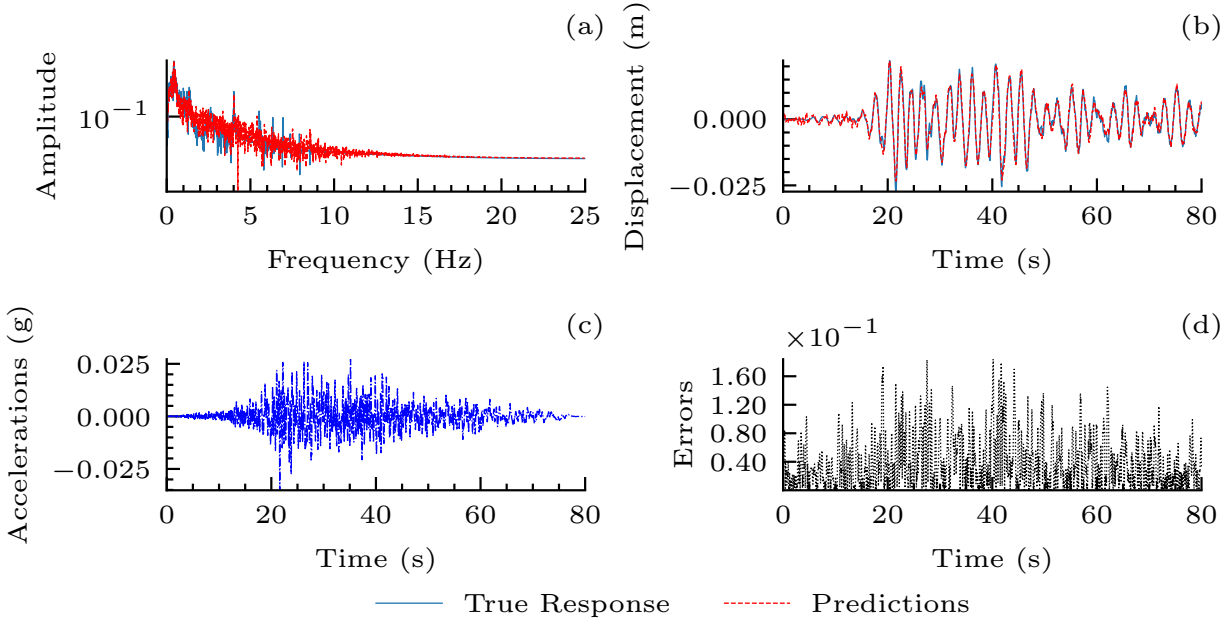 (a)
Amplitude
10⁻¹
0 5 10 15 20 25
Frequency (Hz)
(b)
Displacement (m)
0.000
−0.025
0 20 40 60 80
Time (s)
(c)
Accelerations (g)
0.025
0.000
−0.025
0 20 40 60 80
Time (s)
(d)
×10⁻¹
Errors
1.60
1.20
0.80
0.40
0 20 40 60 80
Time (s)
True Response Predictions